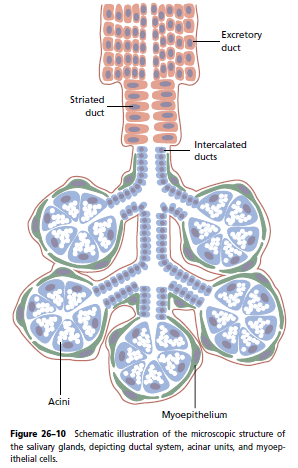 Excretory
duct
Striated
duct
Intercalated
ducts
Acini
Myoepithelium
Figure 26–10 Schematic illustration of the microscopic structure of
the salivary glands, depicting ductal system, acinar units, and myoep-
ithelial cells.